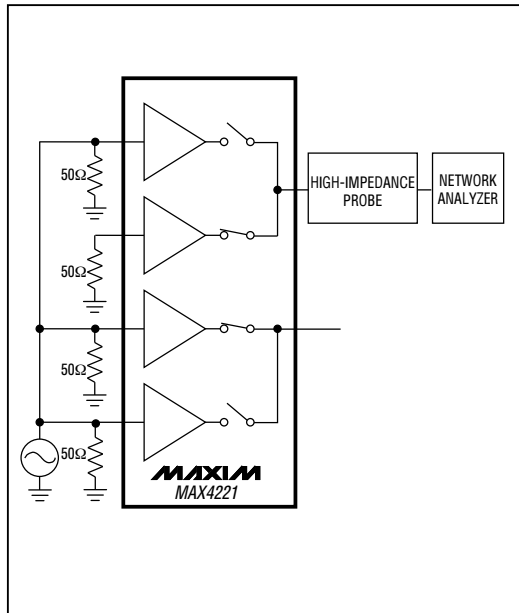 50Ω
HIGH-IMPEDANCE
PROBE
NETWORK
ANALYZER
50Ω
50Ω
50Ω
MAXIM
MAX4221